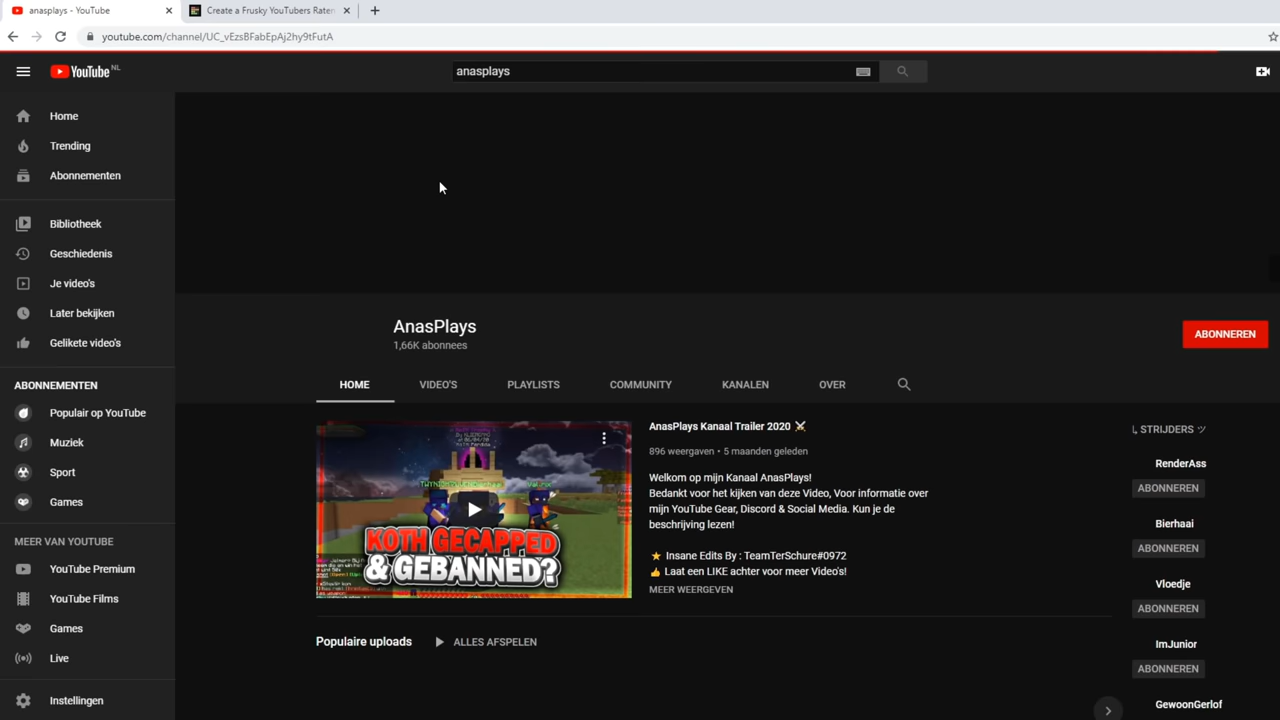 anasplays - YouTube
Create a Frusky YouTubers Raten
youtube.com/channel/UC_vEzsBFabEpAj2hy9tFutA
YouTube NL
anasplays
Home
Trending
Abonnementen
Bibliotheek
Geschiedenis
Je video's
Later bekijken
Gelikete video's
ABONNEMENTEN
Populair op YouTube
Muziek
Sport
Games
MEER VAN YOUTUBE
YouTube Premium
YouTube Films
Games
Live
Instellingen
AnasPlays
1,66K abonnees
ABONNEREN
HOME
VIDEO'S
PLAYLISTS
COMMUNITY
KANALEN
OVER
KOTH GECAPPED
& GEBANNED?
AnasPlays Kanaal Trailer 2020 ⚔
896 weergaven • 5 maanden geleden
Welkom op mijn Kanaal AnasPlays!
Bedankt voor het kijken van deze Video, Voor informatie over
mijn YouTube Gear, Discord & Social Media. Kun je de
beschrijving lezen!
⭐ Insane Edits By : TeamTerSchure#0972
👍 Laat een LIKE achter voor meer Video's!
MEER WEERGEVEN
Populaire uploads
ALLES AFSPELEN
STRIJDERS ツ
RenderAss
ABONNEREN
Bierhaai
ABONNEREN
Vloedje
ABONNEREN
ImJunior
ABONNEREN
GewoonGerlof